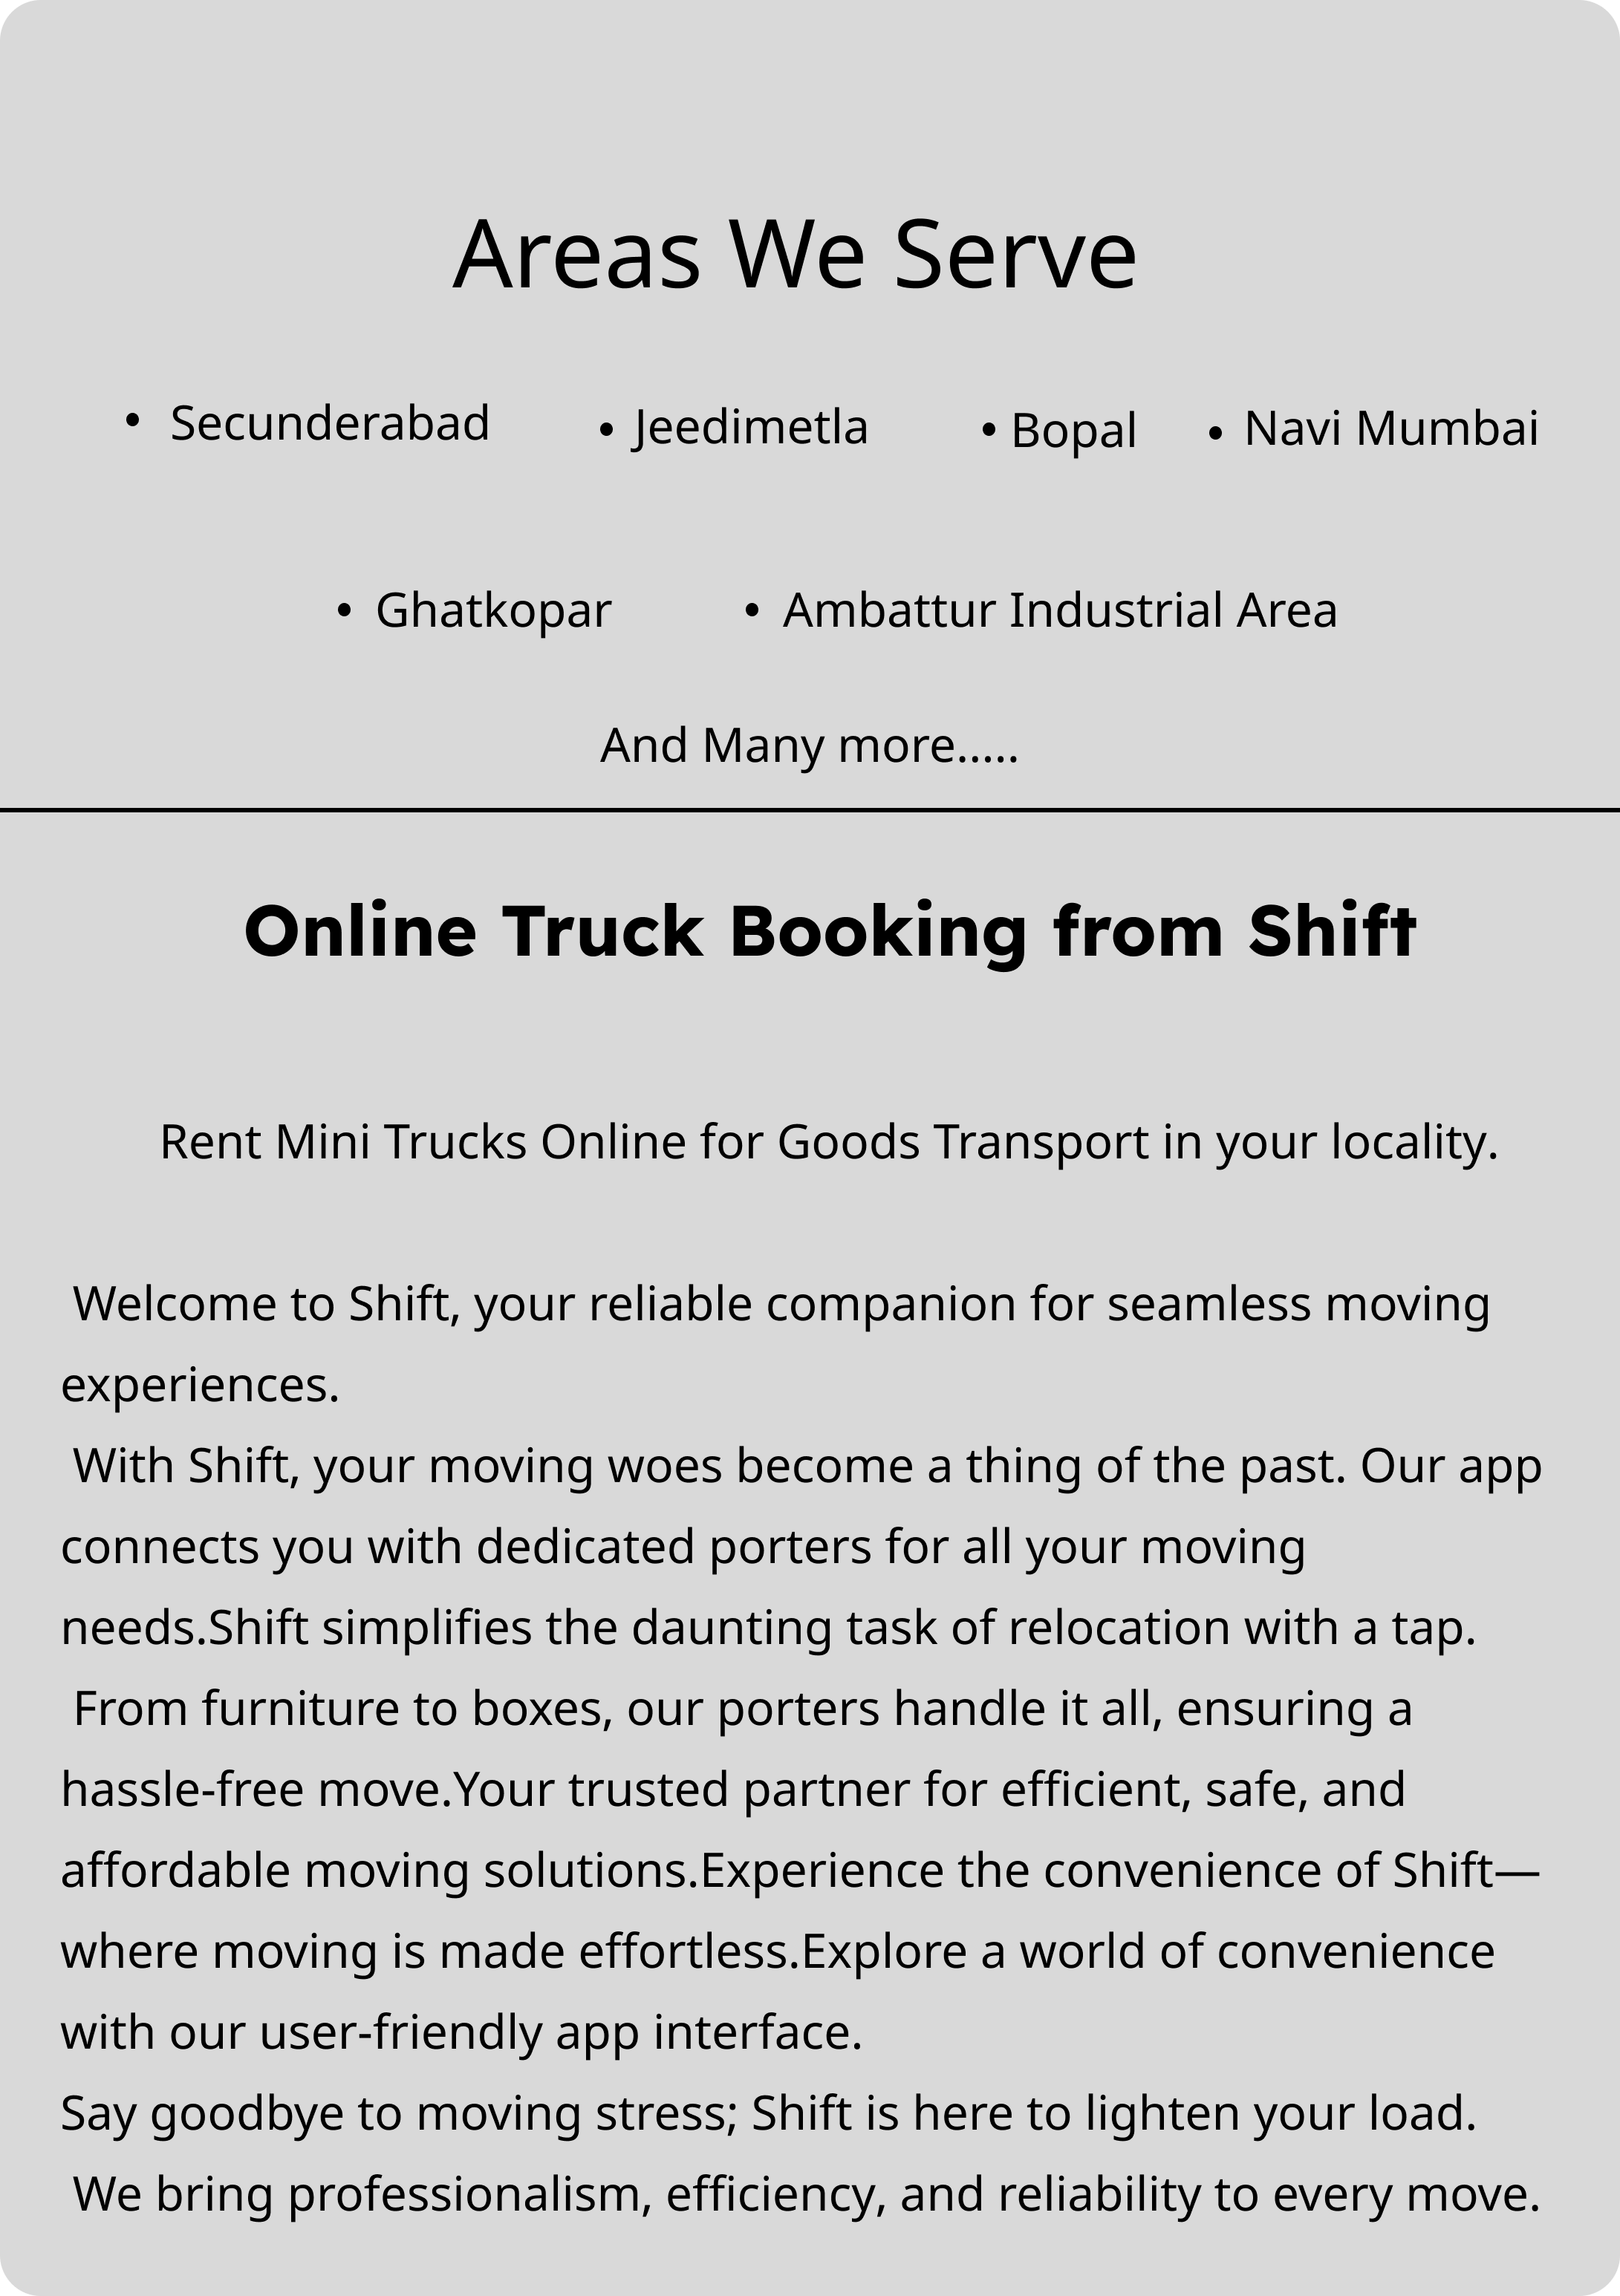 Areas We Serve
• Secunderabad • Jeedimetla • Bopal • Navi Mumbai
• Ghatkopar • Ambattur Industrial Area
And Many more.....
Online Truck Booking from Shift
Rent Mini Trucks Online for Goods Transport in your locality.
Welcome to Shift, your reliable companion for seamless moving
experiences.
With Shift, your moving woes become a thing of the past. Our app
connects you with dedicated porters for all your moving
needs.Shift simplifies the daunting task of relocation with a tap.
From furniture to boxes, our porters handle it all, ensuring a
hassle-free move.Your trusted partner for efficient, safe, and
affordable moving solutions.Experience the convenience of Shift—
where moving is made effortless.Explore a world of convenience
with our user-friendly app interface.
Say goodbye to moving stress; Shift is here to lighten your load.
We bring professionalism, efficiency, and reliability to every move.